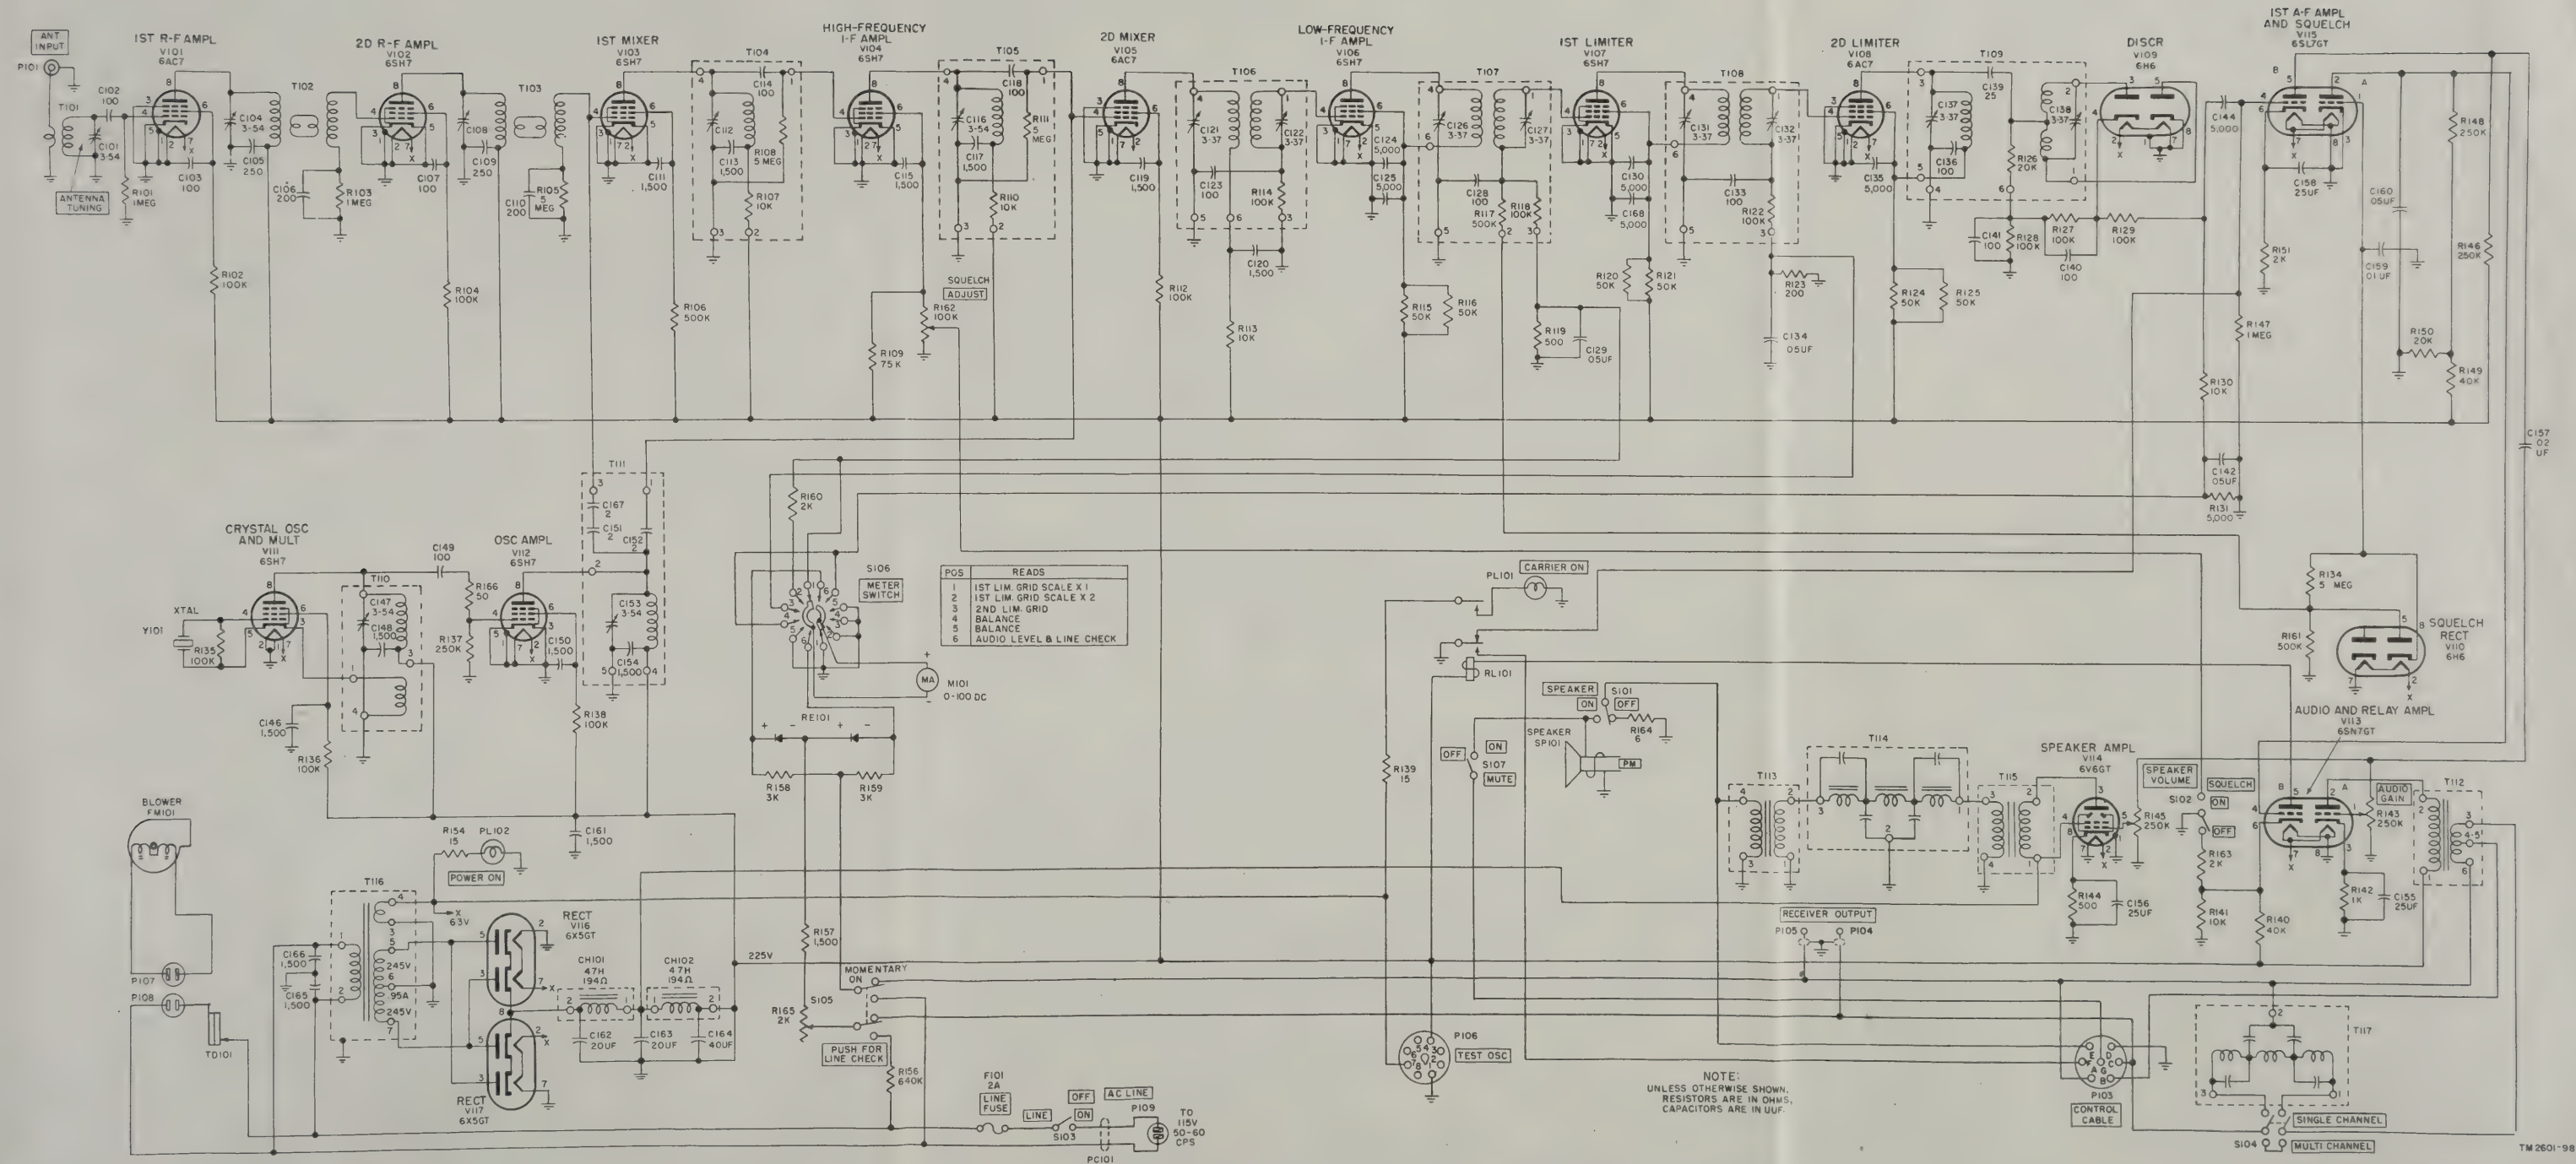 ANT
INPUT
P101
1ST R-F AMPL
V101
6AC7
2D R-F AMPL
V102
6SH7
1ST MIXER
V103
6SH7
HIGH-FREQUENCY
I-F AMPL
V104
6SH7
2D MIXER
V105
6AC7
LOW-FREQUENCY
I-F AMPL
V106
6SH7
1ST LIMITER
V107
6SH7
2D LIMITER
V108
6AC7
DISCR
V109
6H6
1ST A-F AMPL
AND SQUELCH
V115
6SL7GT
T101
C102
100
C101
3-54
ANTENNA
TUNING
R101
1MEG
C103
100
R102
100K
C104
3-54
C105
250
T102
C106
200
R103
1MEG
C107
100
R104
100K
C108
C109
250
T103
C110
200
R105
5
MEG
C111
1,500
R106
500K
T104
C114
100
C112
C113
1,500
R108
5 MEG
R107
10K
C115
1,500
R109
75K
SQUELCH
ADJUST
R162
100K
T105
C118
100
C116
3-54
C117
1,500
R111
5
MEG
R110
10K
C119
1,500
R112
100K
T106
C121
3-37
C122
3-37
C123
100
R114
100K
C120
1,500
R113
10K
C124
5,000
C125
5,000
R115
50K
R116
50K
T107
C126
3-37
C127
3-37
C128
100
R117
500K
R118
100K
R119
500
C129
.05UF
C130
5,000
C168
5,000
R120
50K
R121
50K
T108
C131
3-37
C132
3-37
C133
100
R122
100K
R123
200
C134
.05UF
C135
5,000
R124
50K
R125
50K
T109
C139
25
C137
3-37
C138
3-37
C136
100
R126
20K
C141
100
R128
100K
R127
100K
R129
100K
C140
100
C144
5,000
R130
10K
C142
.05UF
R131
5,000
R147
1 MEG
C158
25UF
R151
2K
C160
.05UF
C159
.01UF
R148
250K
R146
250K
R150
20K
R149
40K
C157
.02
UF
CRYSTAL OSC
AND MULT
V111
6SH7
XTAL
Y101
R135
100K
C146
1,500
R136
100K
T110
C147
3-54
C148
1,500
C149
100
R166
50
R137
250K
OSC AMPL
V112
6SH7
C150
1,500
R138
100K
T111
C167
2
C151
2
C152
2
C153
3-54
C154
1,500
C161
1,500
R160
2K
S106
METER
SWITCH
POS READS
1 1ST LIM. GRID SCALE X 1
2 1ST LIM. GRID SCALE X 2
3 2ND LIM. GRID
4 BALANCE
5 BALANCE
6 AUDIO LEVEL & LINE CHECK
MA
M101
0-100 DC
RE101
R158
3K
R159
3K
R157
1,500
R165
2K
MOMENTARY
ON
S105
PUSH FOR
LINE CHECK
R156
640K
PL101
CARRIER ON
RL101
R139
15
SPEAKER
ON
OFF
S101
R164
6
SPEAKER
SP101
PM
OFF
ON
S107
MUTE
R134
5 MEG
R161
500K
SQUELCH
RECT
V110
6H6
AUDIO AND RELAY AMPL
V113
6SN7GT
T113
T114
T115
SPEAKER AMPL
V114
6V6GT
R144
500
C156
25UF
R145
250K
SPEAKER
VOLUME
SQUELCH
S102
ON
OFF
R163
2K
R141
10K
R140
40K
R142
1K
C155
25UF
AUDIO
GAIN
R143
250K
T112
RECEIVER OUTPUT
P105
P104
P106
TEST OSC
P103
CONTROL
CABLE
T117
SINGLE CHANNEL
S104
MULTI CHANNEL
BLOWER
FM101
P107
P108
TD101
R154
15
PL102
POWER ON
T116
6.3V
C166
1,500
C165
1,500
245V
95A
245V
RECT
V116
6X5GT
RECT
V117
6X5GT
CH101
4.7H
194Ω
CH102
4.7H
194Ω
C162
20UF
C163
20UF
C164
40UF
225V
F101
2A
LINE
FUSE
LINE
OFF
ON
S103
AC LINE
P109
PC101
TO
115V
50-60
CPS
NOTE:
UNLESS OTHERWISE SHOWN,
RESISTORS ARE IN OHMS,
CAPACITORS ARE IN UUF.
TM 2601-98